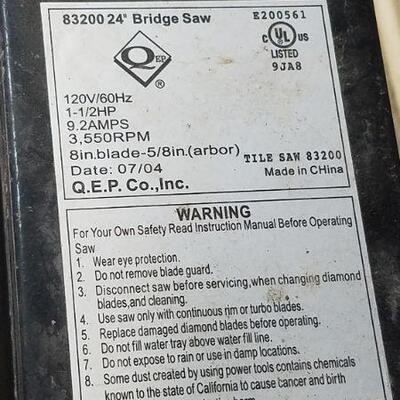 83200 24" Bridge Saw
E200561
QEP
®
C UL US
LISTED
9JA8
120V/60Hz
1-1/2HP
9.2AMPS
3,550RPM
8in.blade-5/8in.(arbor)
TILE SAW 83200
Date: 07/04
Made in CHina
Q.E.P. Co.,Inc.
WARNING
For Your Own Safety Read Instruction Manual Before Operating
Saw
1. Wear eye protection.
2. Do not remove blade guard.
3. Disconnect saw before servicing,when changing diamond
blades,and cleaning.
4. Use saw only with continuous rim or turbo blades.
5. Replace damaged diamond blades before operating.
6. Do not fill water tray above water fill line.
7. Do not expose to rain or use in damp locations.
8. Some dust created by using power tools contains chemicals
known to the state of California to cause cancer and birth